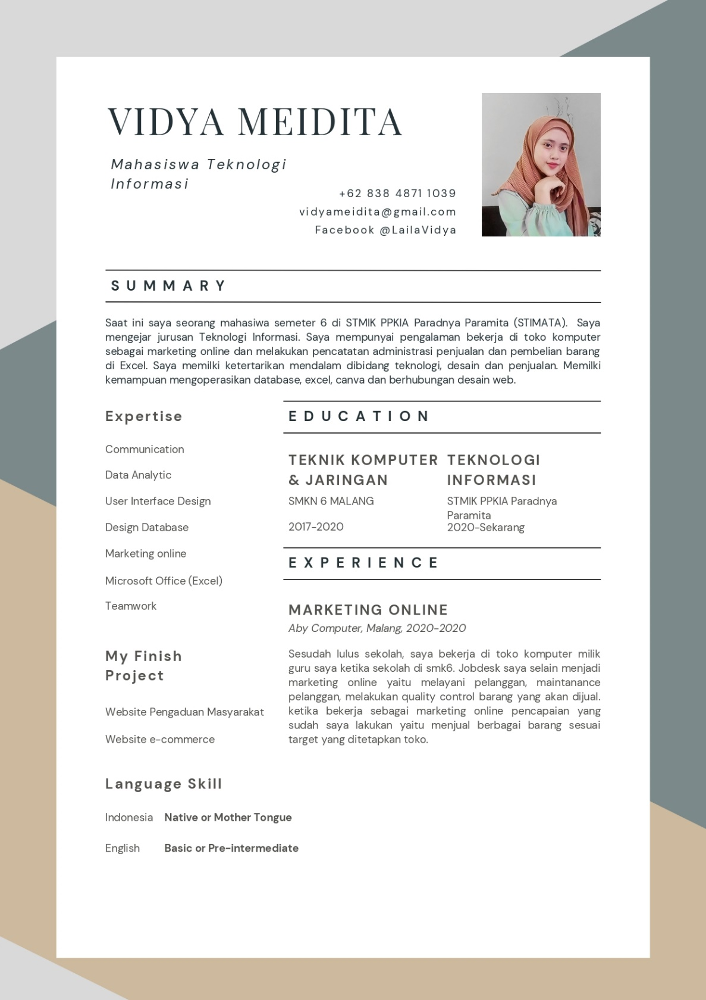 VIDYA MEIDITA
Mahasiswa Teknologi
Informasi
+62 838 4871 1039
vidyameidita@gmail.com
Facebook @LailaVidya
SUMMARY
Saat ini saya seorang mahasiwa semeter 6 di STMIK PPKIA Paradnya Paramita (STIMATA). Saya
mengejar jurusan Teknologi Informasi. Saya mempunyai pengalaman bekerja di toko komputer
sebagai marketing online dan melakukan pencatatan administrasi penjualan dan pembelian barang
di Excel. Saya memilki ketertarikan mendalam dibidang teknologi, desain dan penjualan. Memilki
kemampuan mengoperasikan database, excel, canva dan berhubungan desain web.
Expertise
Communication
Data Analytic
User Interface Design
Design Database
Marketing online
Microsoft Office (Excel)
Teamwork
My Finish
Project
Website Pengaduan Masyarakat
Website e-commerce
Language Skill
Indonesia Native or Mother Tongue
English Basic or Pre-intermediate
EDUCATION
TEKNIK KOMPUTER
& JARINGAN
SMKN 6 MALANG
2017-2020
TEKNOLOGI
INFORMASI
STMIK PPKIA Paradnya
Paramita
2020-Sekarang
EXPERIENCE
MARKETING ONLINE
Aby Computer, Malang, 2020-2020
Sesudah lulus sekolah, saya bekerja di toko komputer milik
guru saya ketika sekolah di smk6. Jobdesk saya selain menjadi
marketing online yaitu melayani pelanggan, maintanance
pelanggan, melakukan quality control barang yang akan dijual.
ketika bekerja sebagai marketing online pencapaian yang
sudah saya lakukan yaitu menjual berbagai barang sesuai
target yang ditetapkan toko.